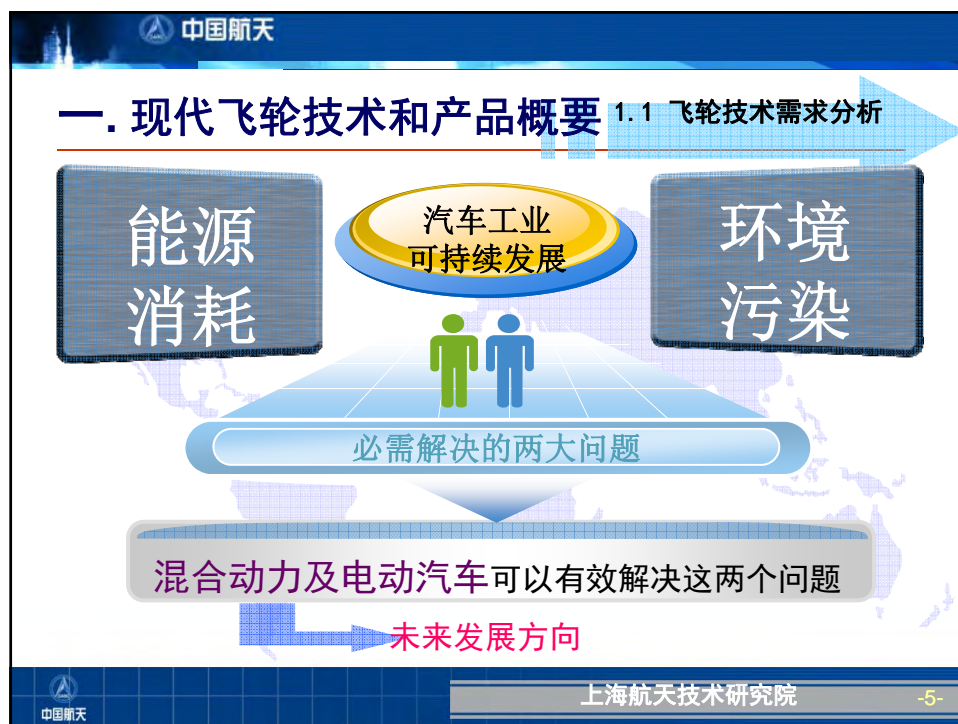 中国航天
一.现代飞轮技术和产品概要 1.1 飞轮技术需求分析
能源
消耗
汽车工业
可持续发展
环境
污染
必需解决的两大问题
混合动力及电动汽车可以有效解决这两个问题
未来发展方向
中国航天
上海航天技术研究院
-5-